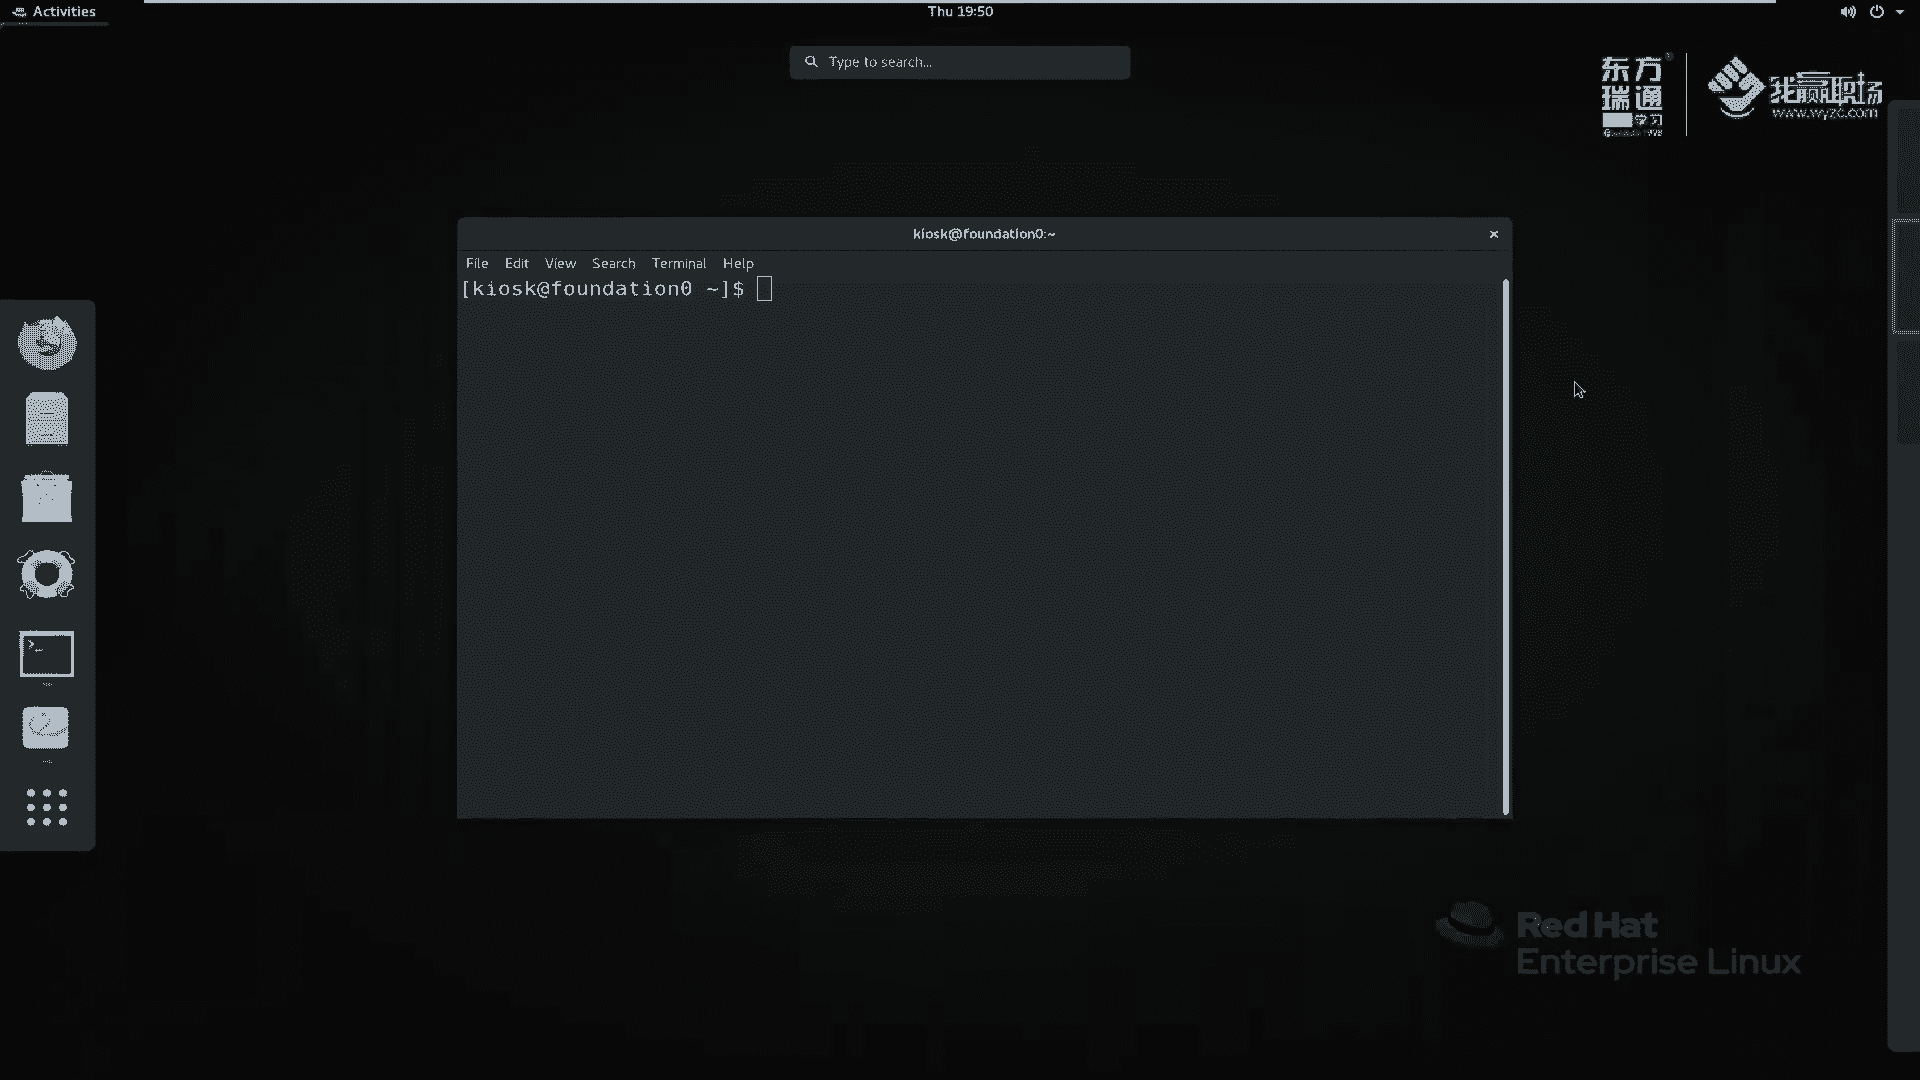 Activities
Thu 19:50
Type to search...
东方
瑞通
学习
我赢职场
www.wyzc.com
kiosk@foundation0:~
File Edit View Search Terminal Help
[kiosk@foundation0 ~]$
Red Hat
Enterprise Linux